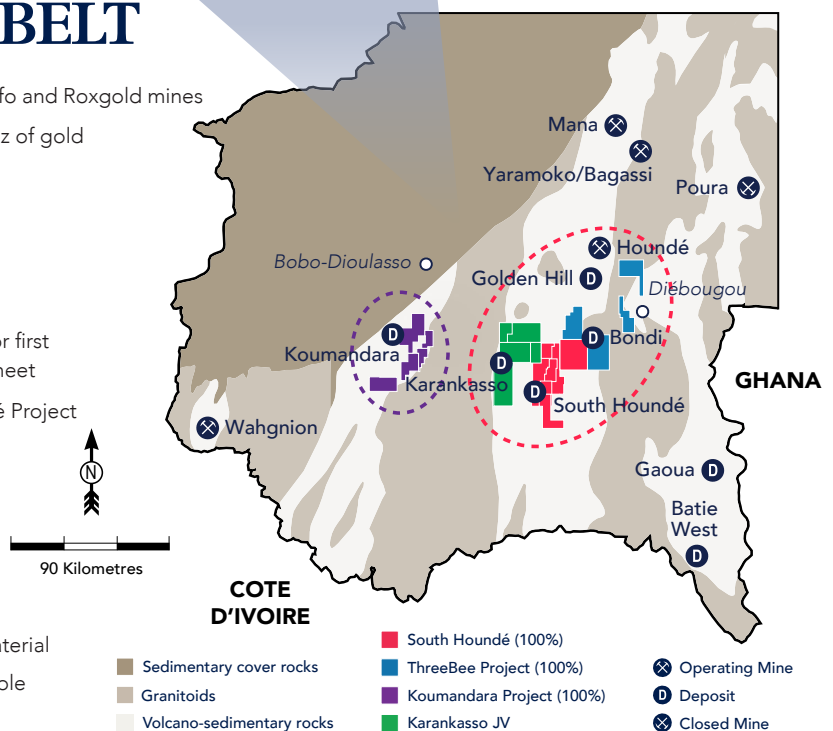 BELT
fo and Roxgold mines
z of gold
or first
heet
é Project
Mana
Yaramoko/Bagassi
Poura
Houndé
Bobo-Dioulasso
Golden Hill
Diébougou
D
D
Bondi
Koumandara
D
Karankasso
D
D
South Houndé
GHANA
Wahgnion
N
Gaoua
D
Batie
West
D
90 Kilometres
COTE
D'IVOIRE
aterial
ole
Sedimentary cover rocks
Granitoids
Volcano-sedimentary rocks
South Houndé (100%)
ThreeBee Project (100%)
Koumandara Project (100%)
Karankasso JV
Operating Mine
D Deposit
Closed Mine